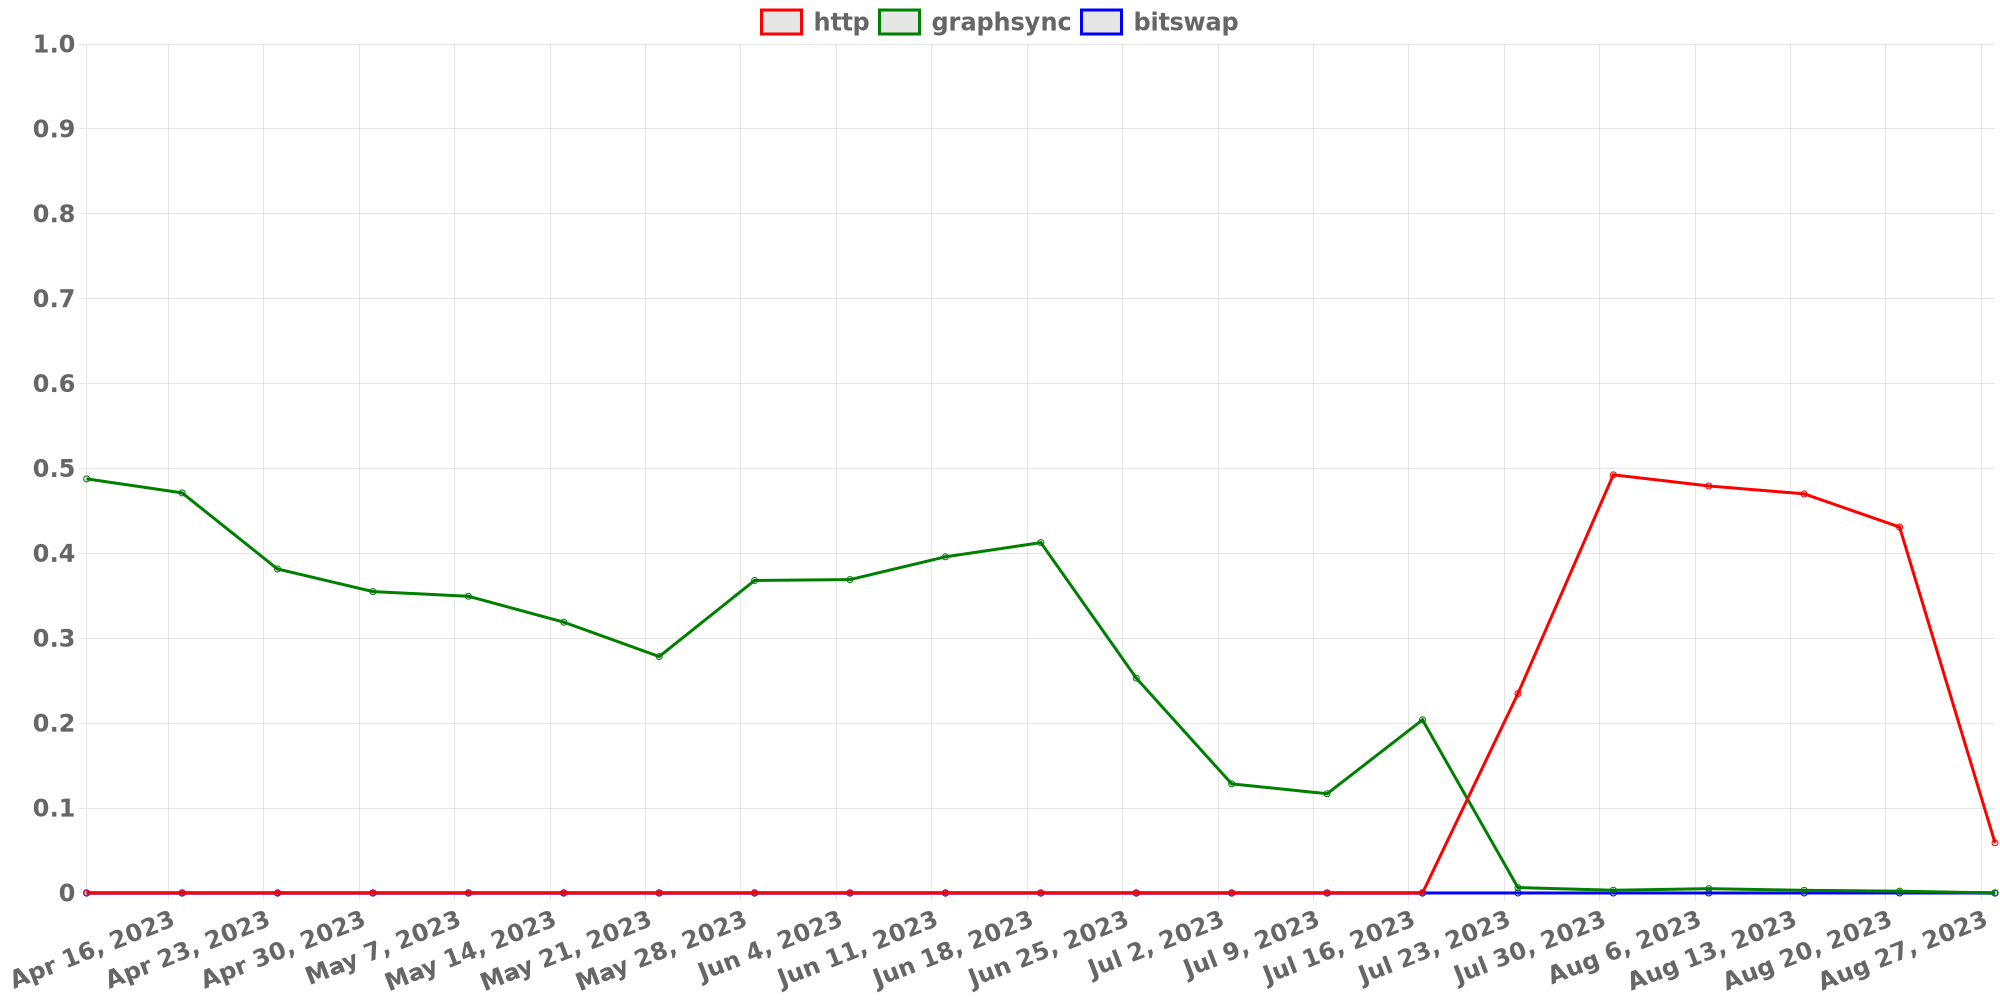 http graphsync bitswap
1.0
0.9
0.8
0.7
0.6
0.5
0.4
0.3
0.2
0.1
0
Apr 16, 2023
Apr 23, 2023
Apr 30, 2023
May 7, 2023
May 14, 2023
May 21, 2023
May 28, 2023
Jun 4, 2023
Jun 11, 2023
Jun 18, 2023
Jun 25, 2023
Jul 2, 2023
Jul 9, 2023
Jul 16, 2023
Jul 23, 2023
Jul 30, 2023
Aug 6, 2023
Aug 13, 2023
Aug 20, 2023
Aug 27, 2023